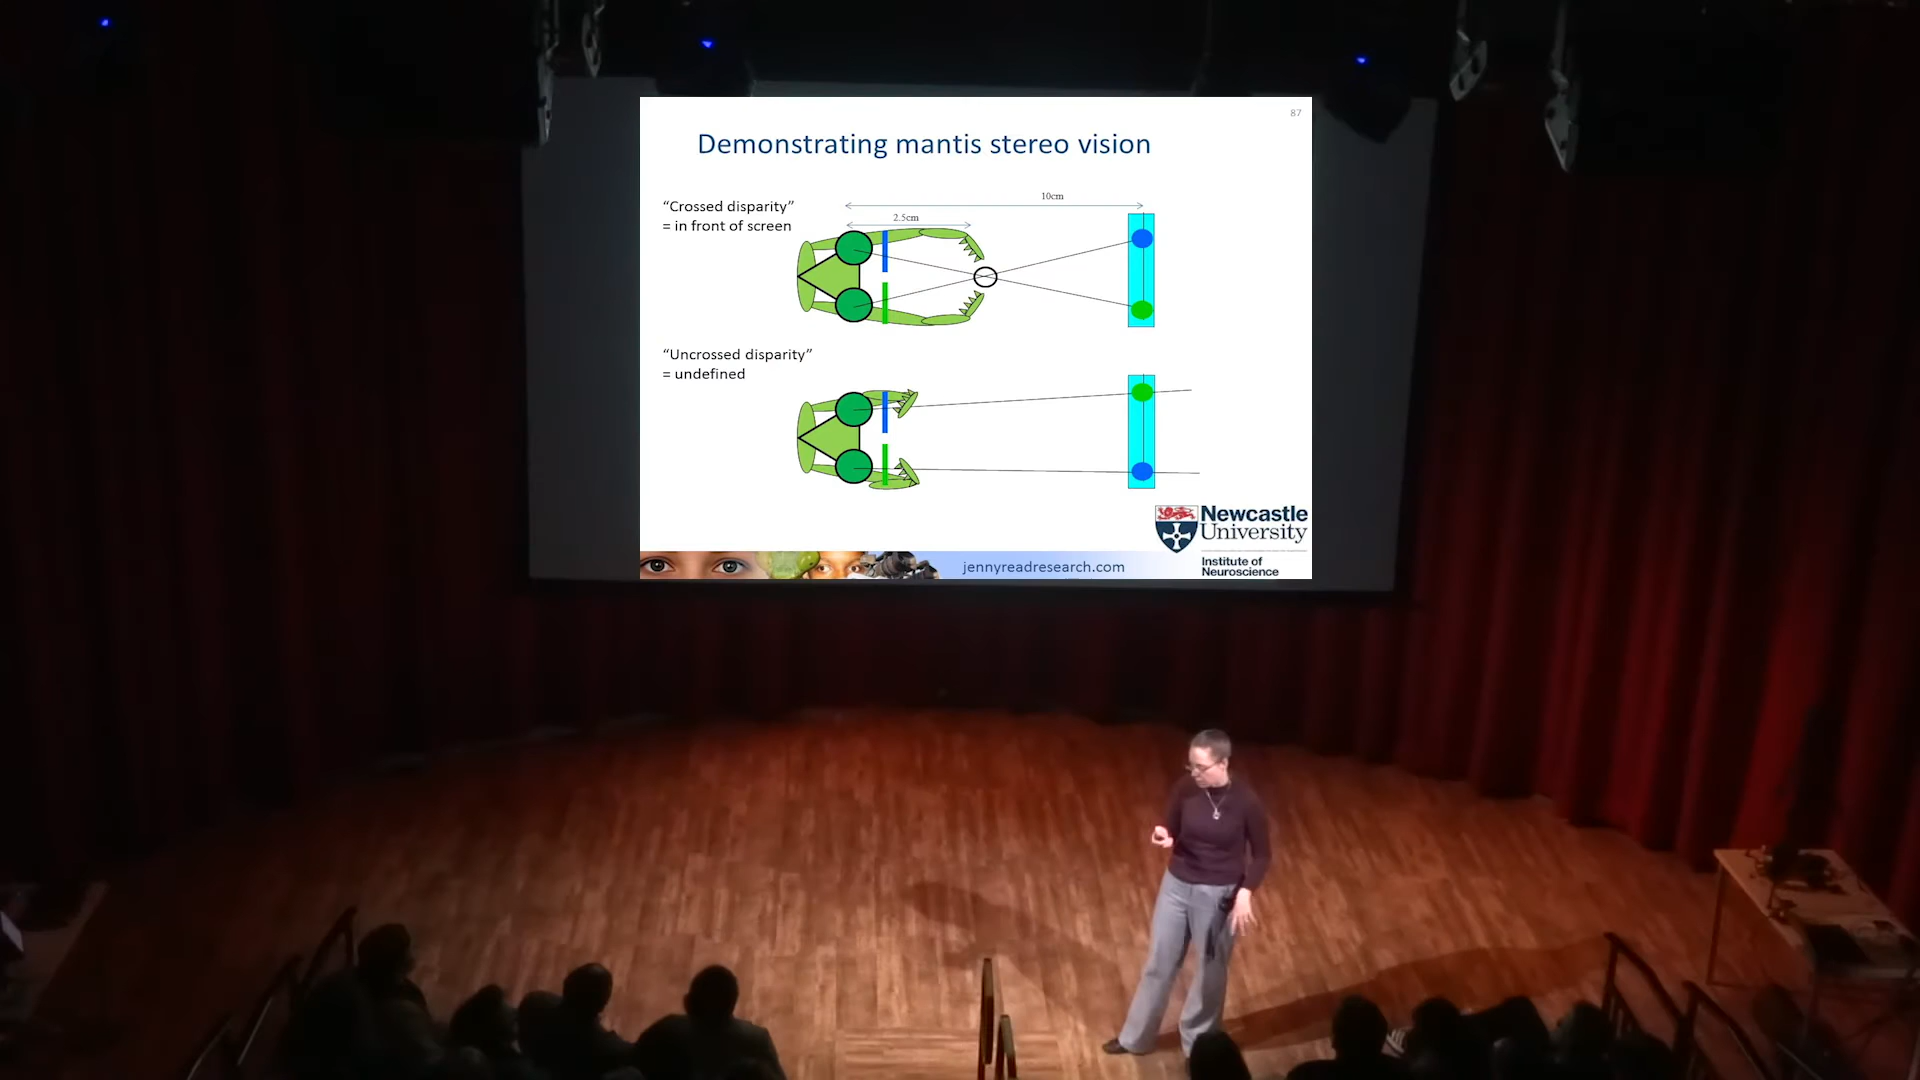 87
Demonstrating mantis stereo vision
“Crossed disparity”
= in front of screen
10cm
2.5cm
“Uncrossed disparity”
= undefined
Newcastle
University
Institute of
Neuroscience
jennyreadresearch.com